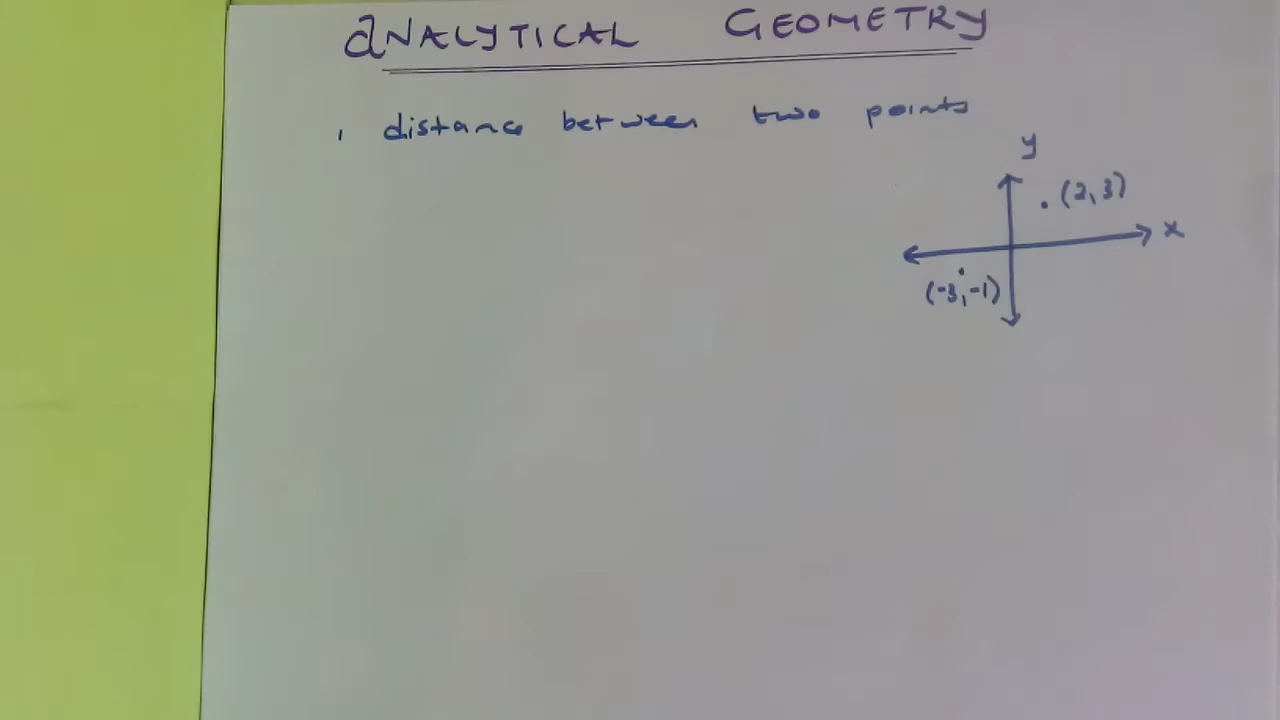 ANALYTICAL GEOMETRY
1 distance between two points
y
(2,3)
x
(-3,-1)